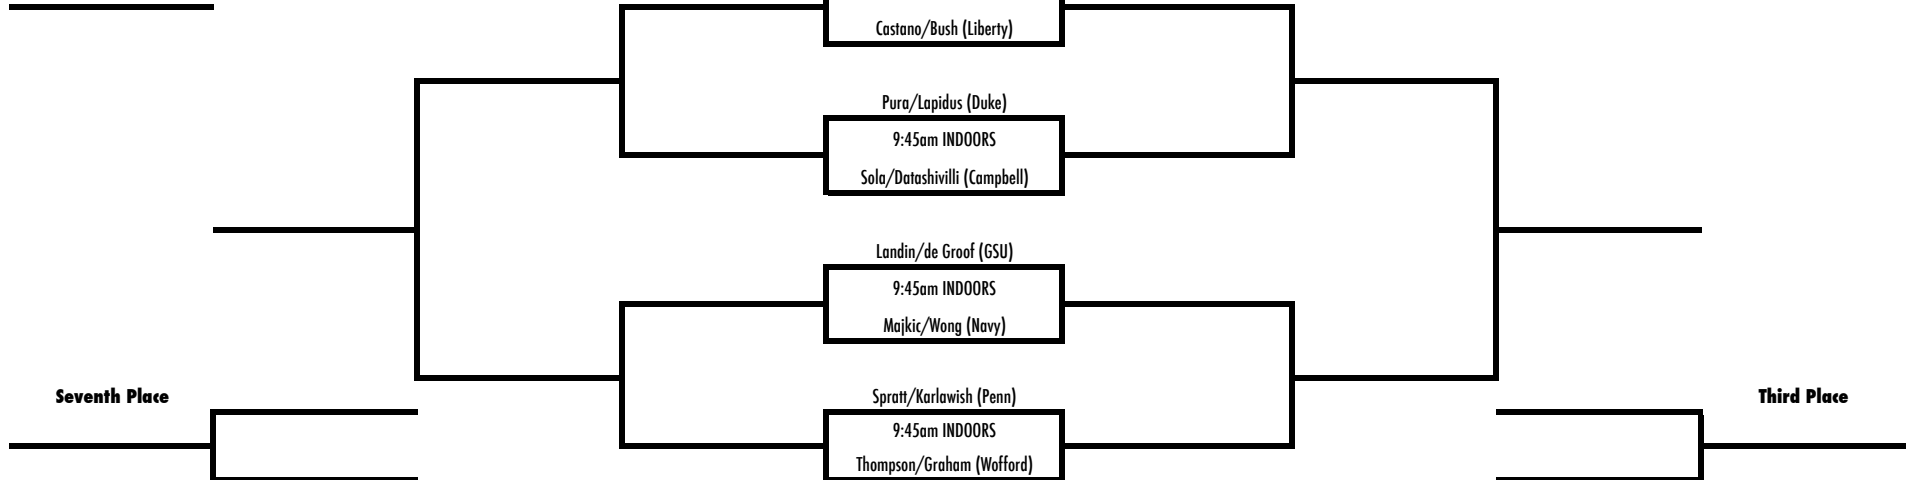 Castano/Bush (Liberty)
Pura/Lapidus (Duke)
9:45am INDOORS
Sola/Datashivilli (Campbell)
Landin/de Groof (GSU)
9:45am INDOORS
Majkic/Wong (Navy)
Seventh Place
Spratt/Karlawish (Penn)
Third Place
9:45am INDOORS
Thompson/Graham (Wofford)